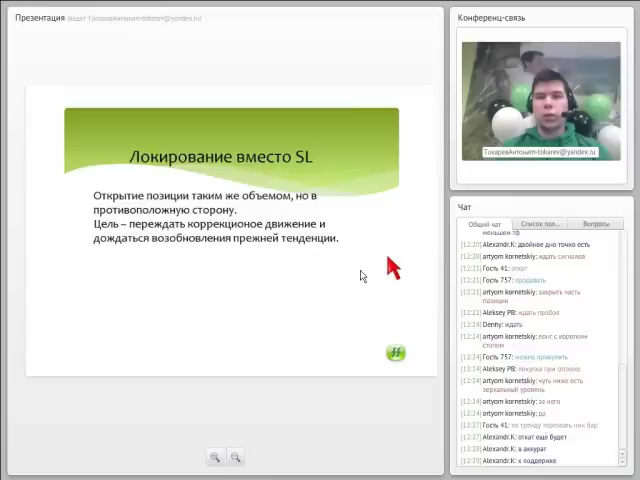 Презентация
Конференц-связь
Локирование вместо SL
Открытие позиции таким же объемом, но в
противоположную сторону.
Цель – переждать коррекционное движение и
дождаться возобновления прежней тенденции.
Чат
Общий чат
Вопросы
меньшен тф
[12:20] Alexandr.K: двойное дно точно есть
[12:20] artyom kornetskiy: ждать сигналов
[12:21] Гость 41: откат
[12:21] Гость 757: продавать
[12:21] artyom kornetskiy: закрыть часть
позиции
[12:21] Aleksey PB: ждать пробоя
[12:24] Denny: ждать
[12:24] artyom kornetskiy: лонг с коротким
стопом
[12:24] Гость 757: можно прикупить
[12:24] Aleksey PB: покупка при отскоке
[12:24] artyom kornetskiy: чуть ниже есть
зеркальный уровень
[12:24] artyom kornetskiy: за него
[12:24] artyom kornetskiy: да
[12:27] Гость 41: по тренду торговать пин бар
[12:27] Alexandr.K: откат еще будет
[12:28] Alexandr.K: в аккурат
[12:29] Alexandr.K: к поддержке